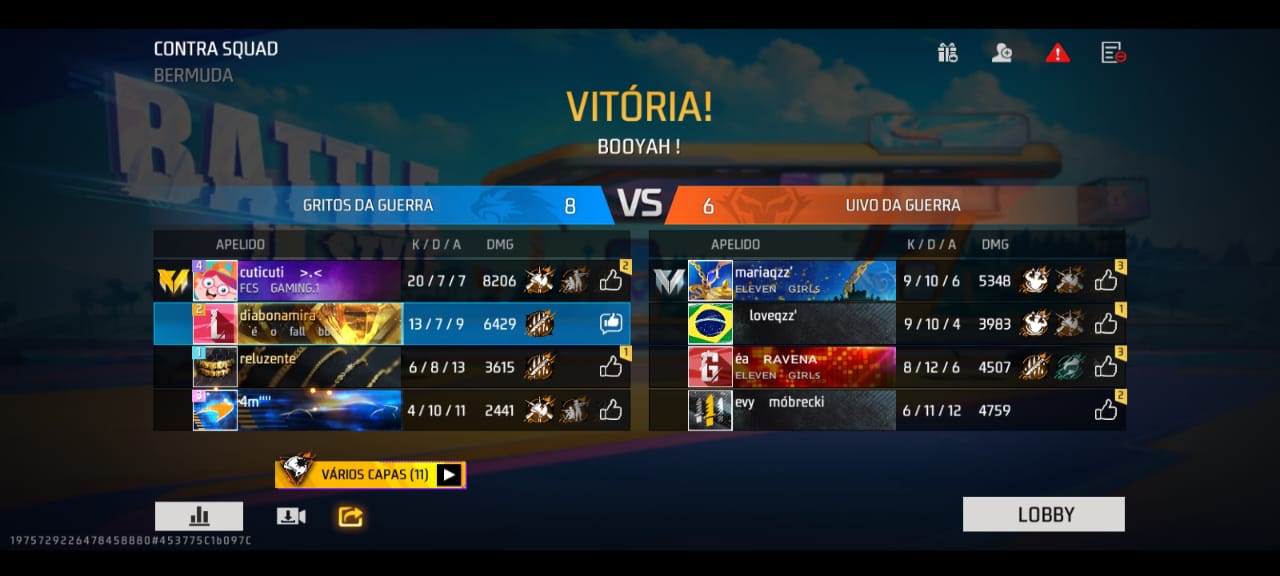 CONTRA SQUAD
BERMUDA
VITÓRIA!
BOOYAH !
GRITOS DA GUERRA 8 VS 6 UIVO DA GUERRA
APELIDO K / D / A DMG APELIDO K / D / A DMG
4 cuticuti >.< 20 / 7 / 7 8206 2
FCS GAMING.1
mariaqzz' 9 / 10 / 6 5348 3
ELEVEN GIRLS
2 L diabonamira 13 / 7 / 9 6429
é o fall bb
loveqzz' 9 / 10 / 4 3983 1
1 reluzente 6 / 8 / 13 3615 1
G éa RAVENA 8 / 12 / 6 4507 3
ELEVEN GIRLS
3 4m'''' 4 / 10 / 11 2441
evy móbrecki 6 / 11 / 12 4759 2
VÁRIOS CAPAS (11)
LOBBY
1975729226478458880#453775C1b097C